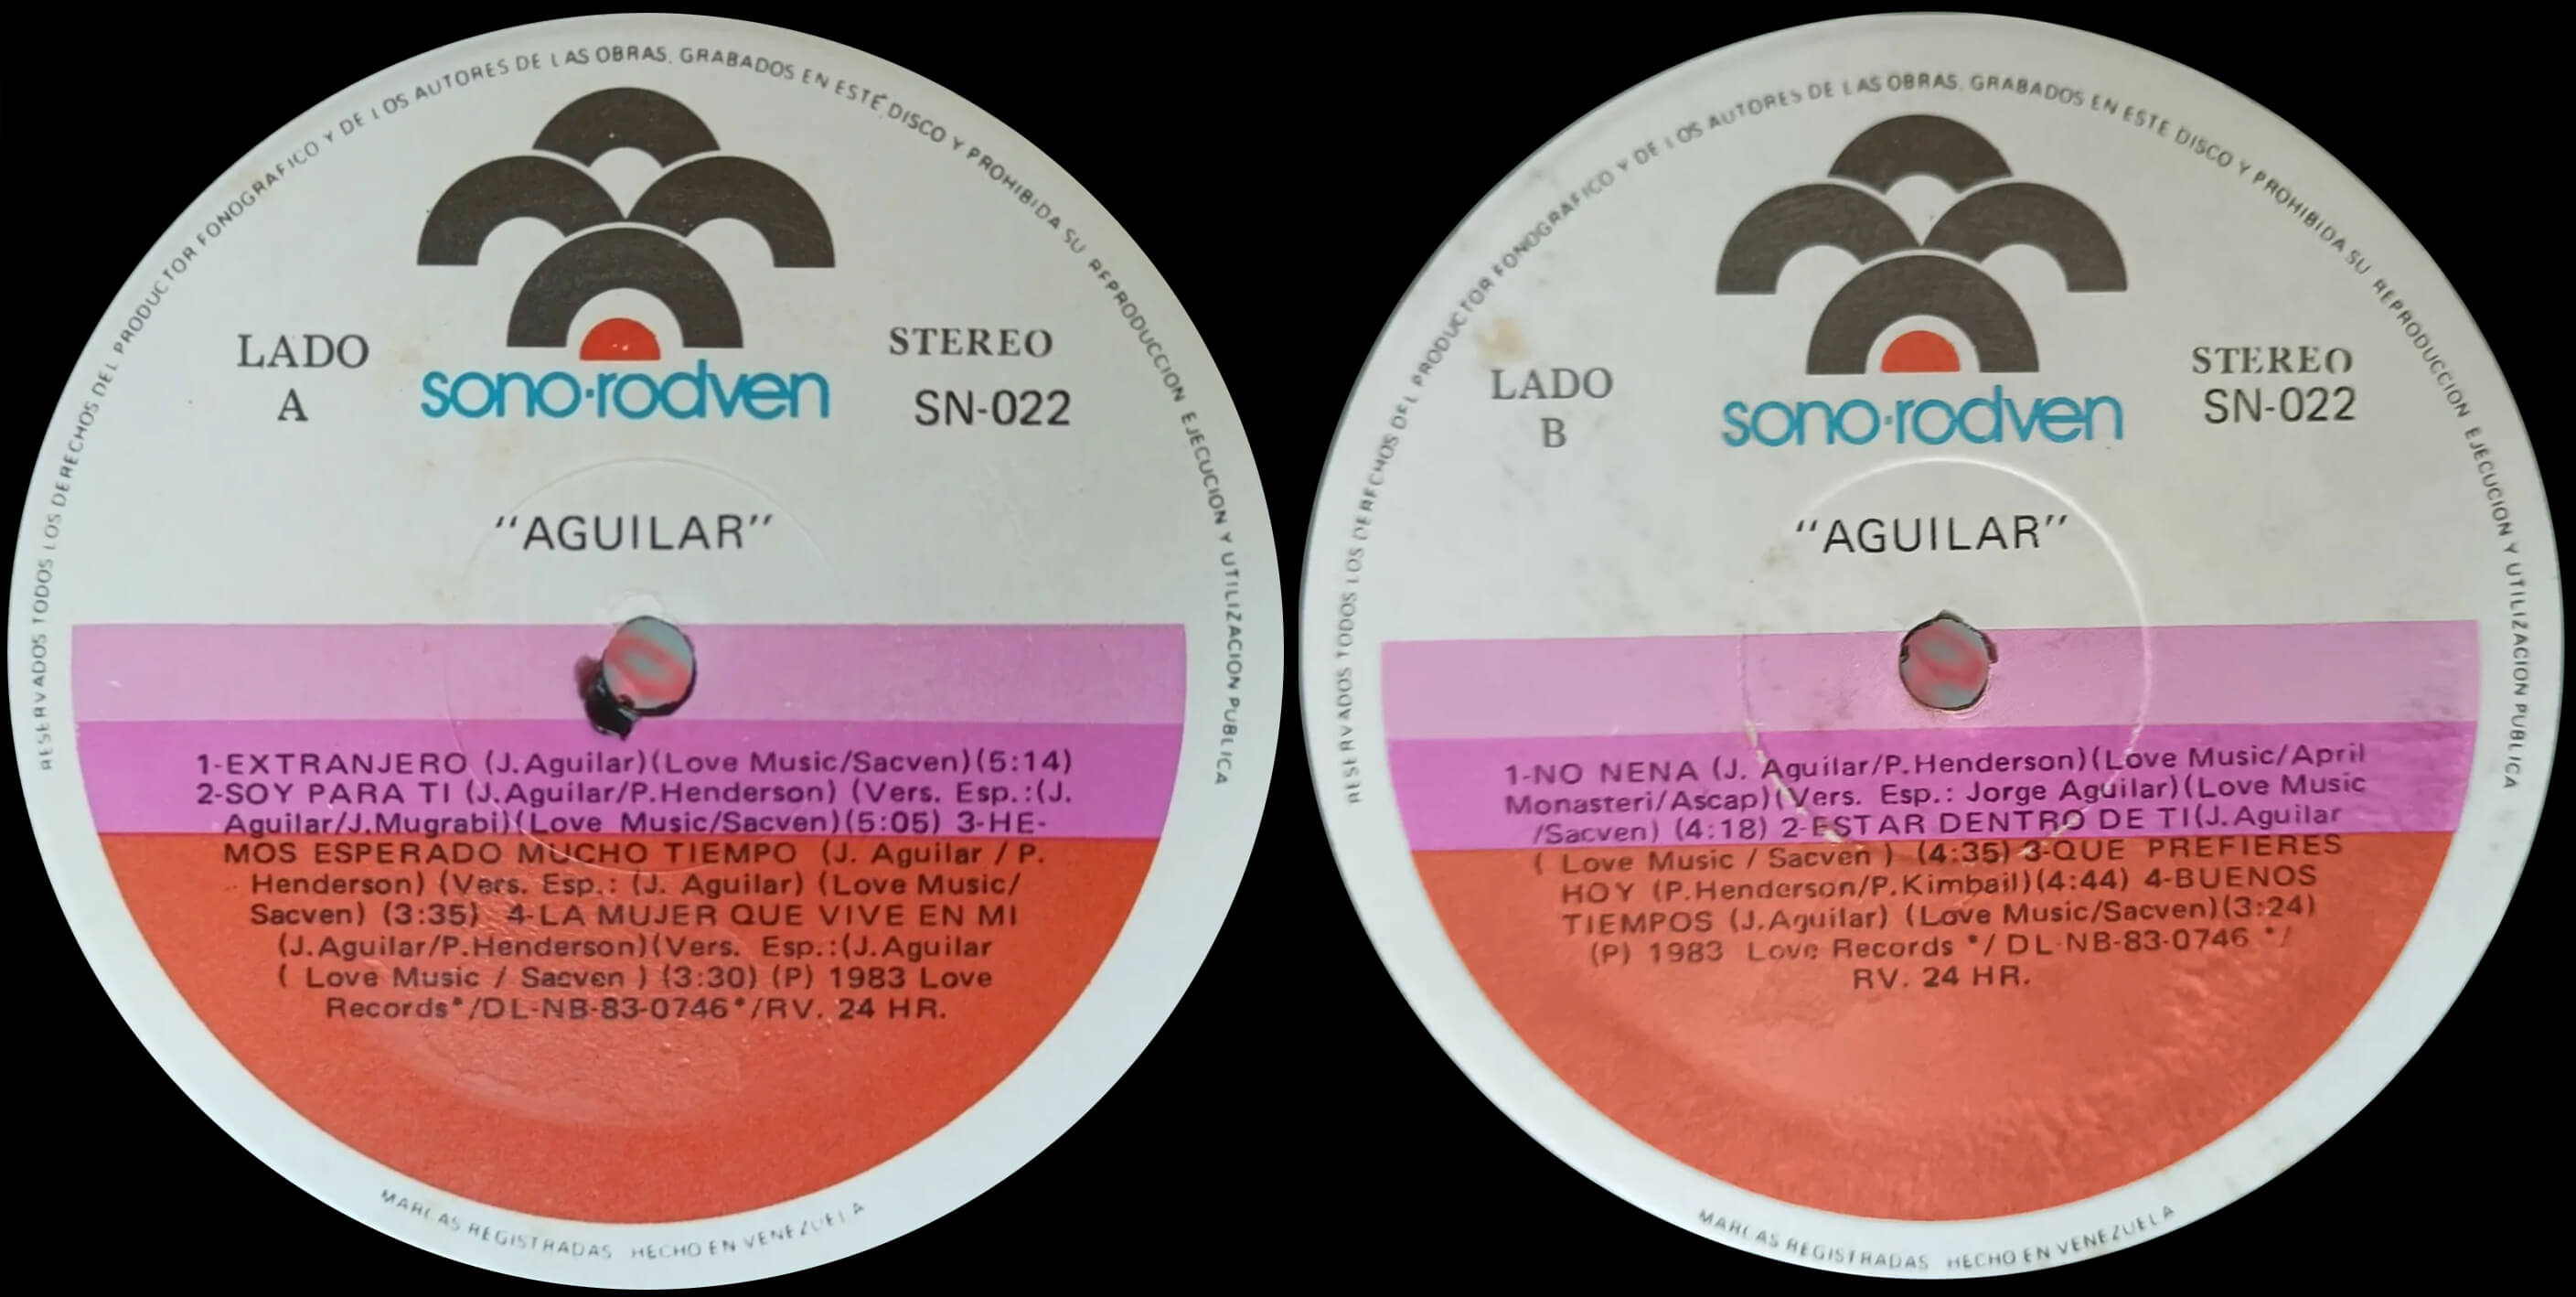 RESERVADOS TODOS LOS DERECHOS DEL PRODUCTOR FONOGRAFICO Y DE LOS AUTORES DE LAS OBRAS. GRABADOS EN ESTE DISCO Y PROHIBIDA SU REPRODUCCION EJECUCION Y UTILIZACION PUBLICA
LADO
A
sono·rodven
STEREO
SN-022
"AGUILAR"
1-EXTRANJERO (J.Aguilar)(Love Music/Sacven)(5:14)
2-SOY PARA TI (J.Aguilar/P.Henderson) (Vers. Esp.:(J.
Aguilar/J.Mugrabi)(Love Music/Sacven)(5:05) 3-HE-
MOS ESPERADO MUCHO TIEMPO (J. Aguilar / P.
Henderson) (Vers. Esp.: (J. Aguilar) (Love Music/
Sacven) (3:35) 4-LA MUJER QUE VIVE EN MI
(J.Aguilar/P.Henderson)(Vers. Esp.:(J.Aguilar
( Love Music / Sacven ) (3:30) (P) 1983 Love
Records*/DL-NB-83-0746*/RV. 24 HR.
MARCAS REGISTRADAS HECHO EN VENEZUELA
RESERVADOS TODOS LOS DERECHOS DEL PRODUCTOR FONOGRAFICO Y DE LOS AUTORES DE LAS OBRAS. GRABADOS EN ESTE DISCO Y PROHIBIDA SU REPRODUCCION EJECUCION Y UTILIZACION PUBLICA
LADO
B
sono·rodven
STEREO
SN-022
"AGUILAR"
1-NO NENA (J. Aguilar/P.Henderson)(Love Music/April
Monasteri/Ascap)(Vers. Esp.: Jorge Aguilar)(Love Music
/Sacven) (4:18) 2-ESTAR DENTRO DE TI(J.Aguilar
( Love Music / Sacven ) (4:35) 3-QUE PREFIERES
HOY (P.Henderson/P.Kimbail)(4:44) 4-BUENOS
TIEMPOS (J.Aguilar) (Love Music/Sacven)(3:24)
(P) 1983 Love Records */ DL-NB-83-0746 */
RV. 24 HR.
MARCAS REGISTRADAS HECHO EN VENEZUELA